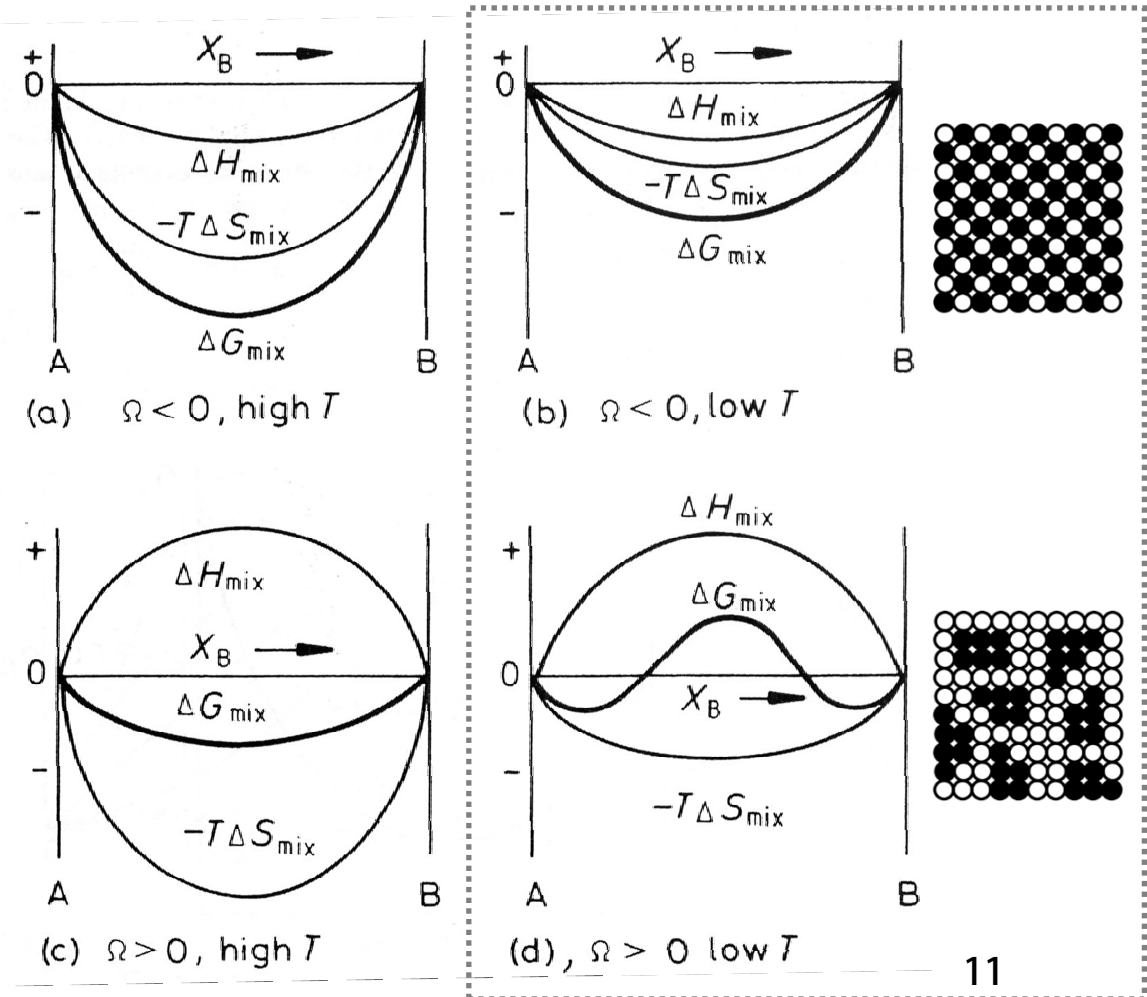 +
X_B
0
ΔH_mix
-TΔS_mix
-
ΔG_mix
A
B
(a) Ω < 0, high T
+
X_B
0
ΔH_mix
-TΔS_mix
-
ΔG_mix
A
B
(b) Ω < 0, low T
+
ΔH_mix
X_B
0
ΔG_mix
-
-TΔS_mix
A
B
(c) Ω > 0, high T
ΔH_mix
+
ΔG_mix
0
X_B
-
-TΔS_mix
A
B
(d), Ω > 0 low T
11